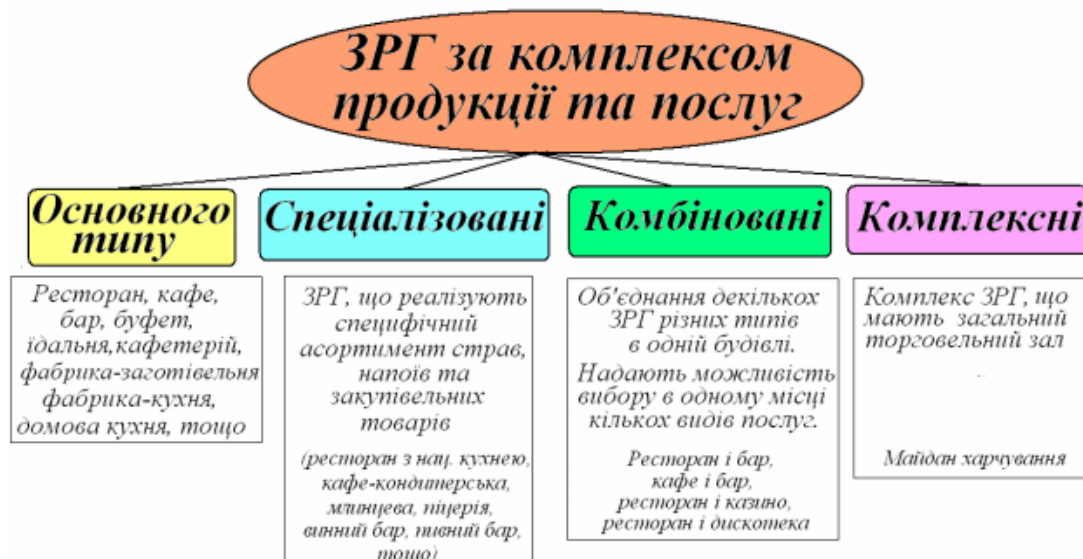 ЗРГ за комплексом
продукції та послуг
Основного
типу
Спеціалізовані
Комбіновані
Комплексні
Ресторан, кафе,
бар, буфет,
їдальня,кафетерій,
фабрика-заготівельня
фабрика-кухня,
домова кухня, тощо
ЗРГ, що реалізують
специфічний
асортимент страв,
напоїв та
закупівельних
товарів
(ресторан з нац. кухнею,
кафе-кондитерська,
млинцева, піцерія,
винний бар, пивний бар,
тощо)
Об'єднання декількох
ЗРГ різних типів
в одній будівлі.
Надають можливість
вибору в одному місці
кількох видів послуг.
Ресторан і бар,
кафе і бар,
ресторан і казино,
ресторан і дискотека
Комплекс ЗРГ, що
мають загальний
торговельний зал
.
Майдан харчування